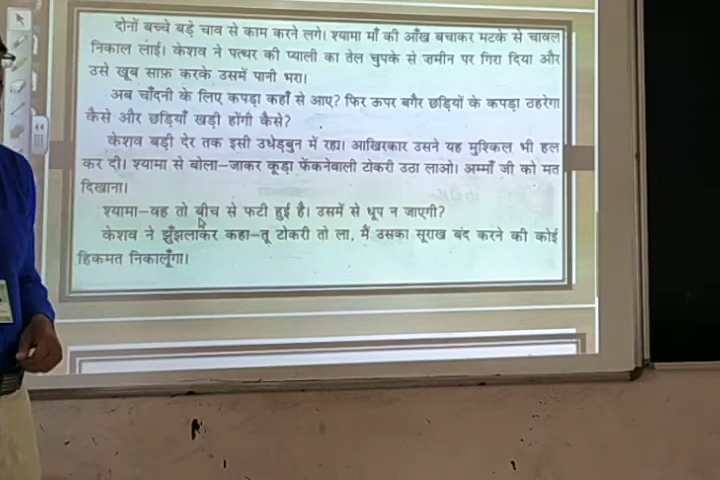 दोनों बच्चे बड़े चाव से काम करने लगे। श्यामा माँ की आँख बचाकर मटके से चावल
निकाल लाई। केशव ने पत्थर की प्याली का तेल चुपके से ज़मीन पर गिरा दिया और
उसे खूब साफ़ करके उसमें पानी भरा।
अब चाँदनी के लिए कपड़ा कहाँ से आए? फिर ऊपर बगैर छड़ियों के कपड़ा ठहरेगा
कैसे और छड़ियाँ खड़ी होंगी कैसे?
केशव बड़ी देर तक इसी उधेड़बुन में रहा। आखिरकार उसने यह मुश्किल भी हल
कर दी। श्यामा से बोला—जाकर कूड़ा फेंकनेवाली टोकरी उठा लाओ। अम्माँ जी को मत
दिखाना।
श्यामा—वह तो बीच से फटी हुई है। उसमें से धूप न जाएगी?
केशव ने झुँझलाकर कहा—तू टोकरी तो ला, मैं उसका सूराख बंद करने की कोई
हिकमत निकालूँगा।